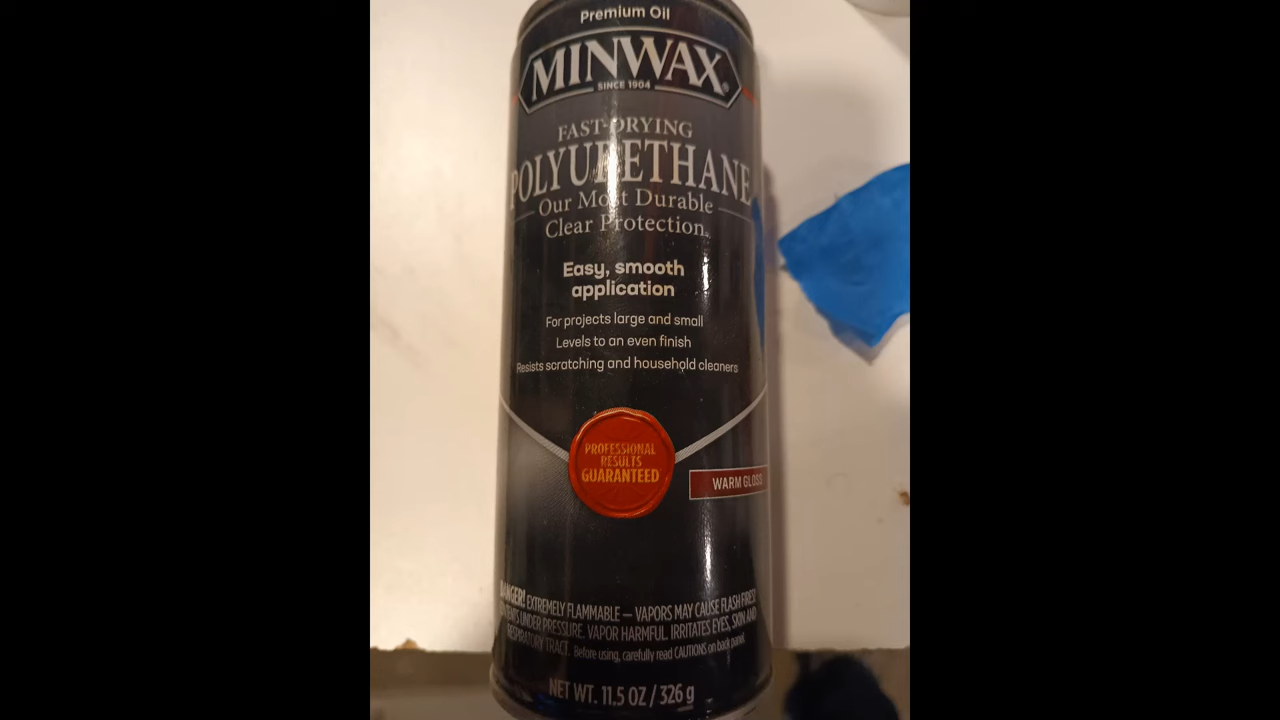 Premium Oil
MINWAX®
SINCE 1904
FAST-DRYING
POLYURETHANE
Our Most Durable
Clear Protection™
Easy, smooth
application
For projects large and small
Levels to an even finish
Resists scratching and household cleaners
PROFESSIONAL
RESULTS
GUARANTEED
WARM GLOSS
DANGER! EXTREMELY FLAMMABLE – VAPORS MAY CAUSE FLASH FIRES!
CONTENTS UNDER PRESSURE. VAPOR HARMFUL. IRRITATES EYES, SKIN AND
RESPIRATORY TRACT. Before using, carefully read CAUTIONS on back panel.
NET WT. 11.5 OZ / 326 g